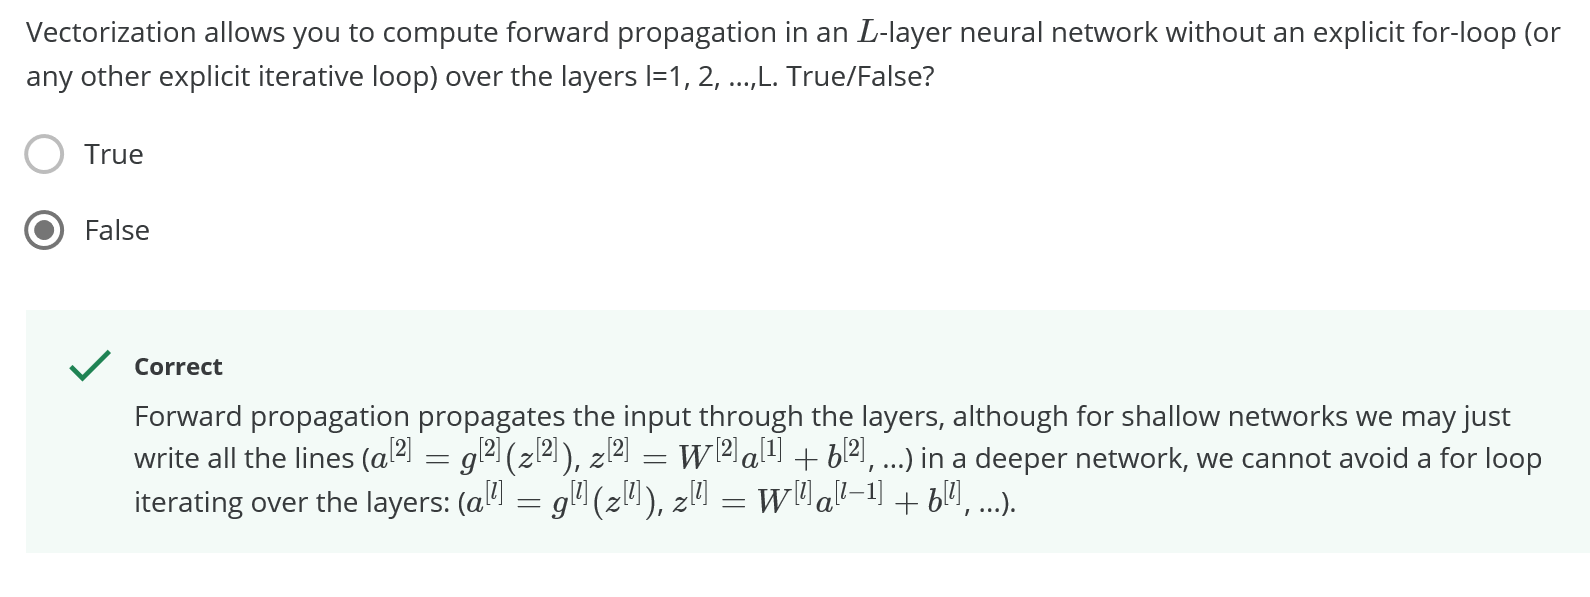 Vectorization allows you to compute forward propagation in an L-layer neural network without an explicit for-loop (or
any other explicit iterative loop) over the layers l=1, 2, …,L. True/False?
True
False
Correct
Forward propagation propagates the input through the layers, although for shallow networks we may just
write all the lines (a^{[2]} = g^{[2]}(z^{[2]}), z^{[2]} = W^{[2]}a^{[1]} + b^{[2]}, …) in a deeper network, we cannot avoid a for loop
iterating over the layers: (a^{[l]} = g^{[l]}(z^{[l]}), z^{[l]} = W^{[l]}a^{[l−1]} + b^{[l]}, …).